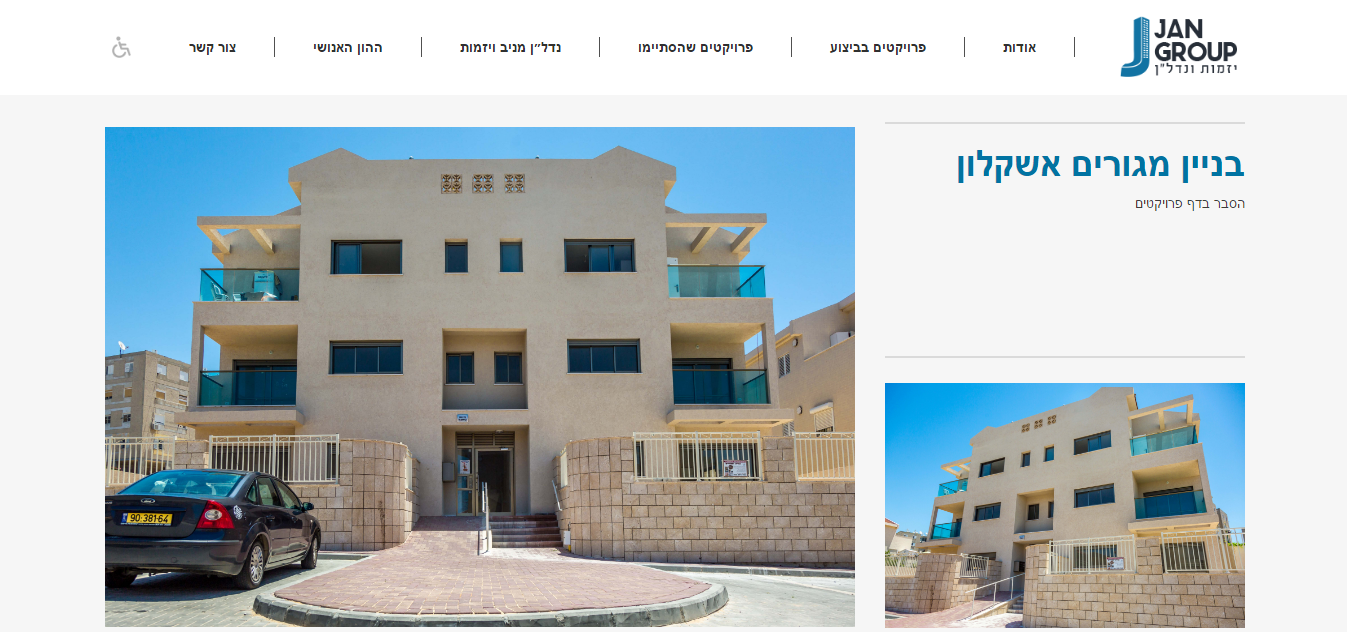 JAN
GROUP
יזמות ונדל"ן
אודות
פרויקטים בביצוע
פרויקטים שהסתיימו
נדל״ן מניב ויזמות
ההון האנושי
צור קשר
בניין מגורים אשקלון
הסבר בדף פרויקטים
90-381-64